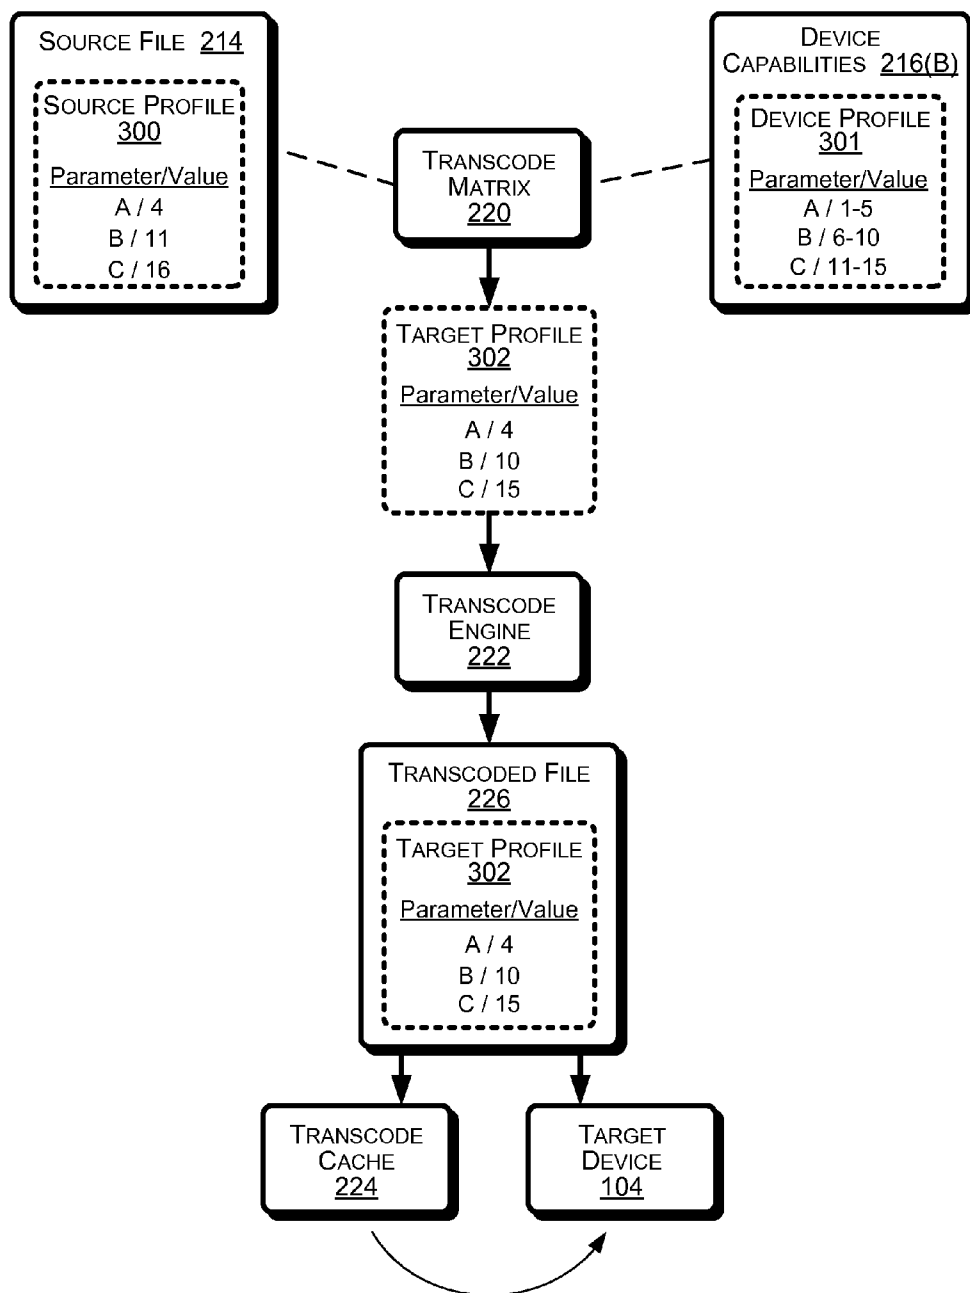 SOURCE FILE 214
SOURCE PROFILE
300
Parameter/Value
A / 4
B / 11
C / 16
DEVICE
CAPABILITIES 216(B)
DEVICE PROFILE
301
Parameter/Value
A / 1-5
B / 6-10
C / 11-15
TRANSCODE
MATRIX
220
TARGET PROFILE
302
Parameter/Value
A / 4
B / 10
C / 15
TRANSCODE
ENGINE
222
TRANSCODED FILE
226
TARGET PROFILE
302
Parameter/Value
A / 4
B / 10
C / 15
TRANSCODE
CACHE
224
TARGET
DEVICE
104